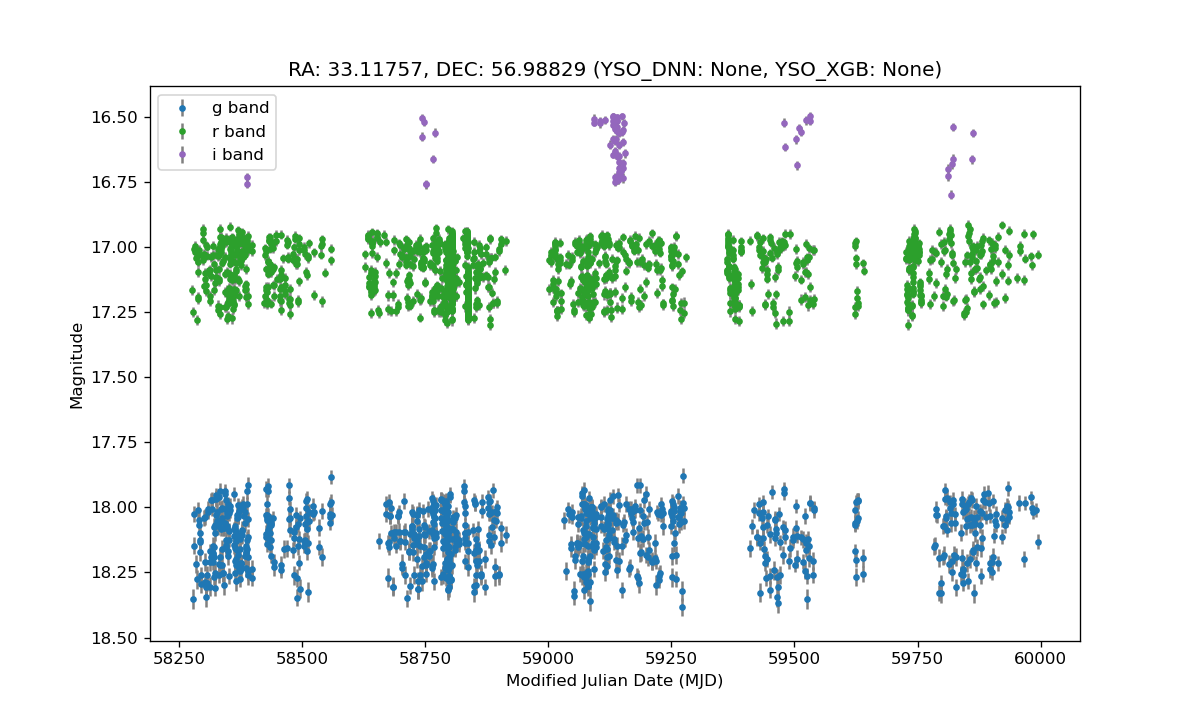 RA: 33.11757, DEC: 56.98829 (YSO_DNN: None, YSO_XGB: None)
g band
r band
i band
16.50
16.75
17.00
17.25
17.50
17.75
18.00
18.25
18.50
Magnitude
58250 58500 58750 59000 59250 59500 59750 60000
Modified Julian Date (MJD)